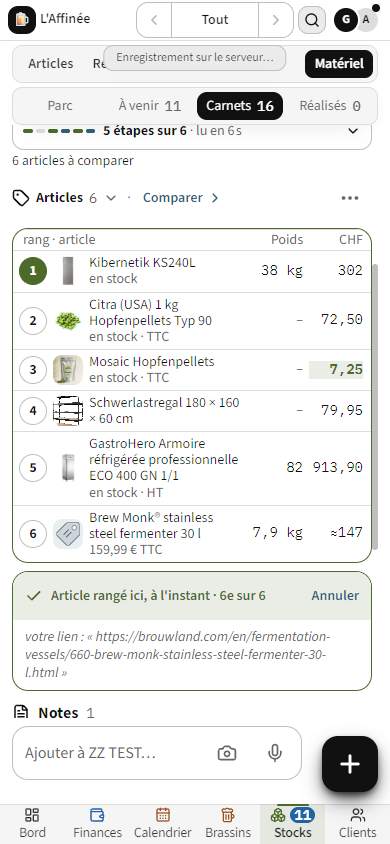 L'Affinée
Tout
G
A
Enregistrement sur le serveur…
Articles
Matériel
Parc
À venir 11
Carnets 16
Réalisés 0
5 étapes sur 6 · lu en 6 s
6 articles à comparer
Articles 6 · Comparer
rang · article Poids CHF
1 Kibernetik KS240L 38 kg 302
en stock
2 Citra (USA) 1 kg – 72,50
Hopfenpellets Typ 90
en stock · TTC
3 Mosaic Hopfenpellets – 7,25
en stock · TTC
4 Schwerlastregal 180 × 160 – 79,95
× 60 cm
5 GastroHero Armoire 82 913,90
réfrigérée professionnelle
ECO 400 GN 1/1
en stock · HT
6 Brew Monk® stainless 7,9 kg ≈147
steel fermenter 30 l
159,99 € TTC
Article rangé ici, à l'instant · 6e sur 6 Annuler
votre lien : « https://brouwland.com/en/fermentation-
vessels/660-brew-monk-stainless-steel-fermenter-30-
l.html »
Notes 1
Ajouter à ZZ TEST…
11
Bord
Finances
Calendrier
Brassins
Stocks
Clients